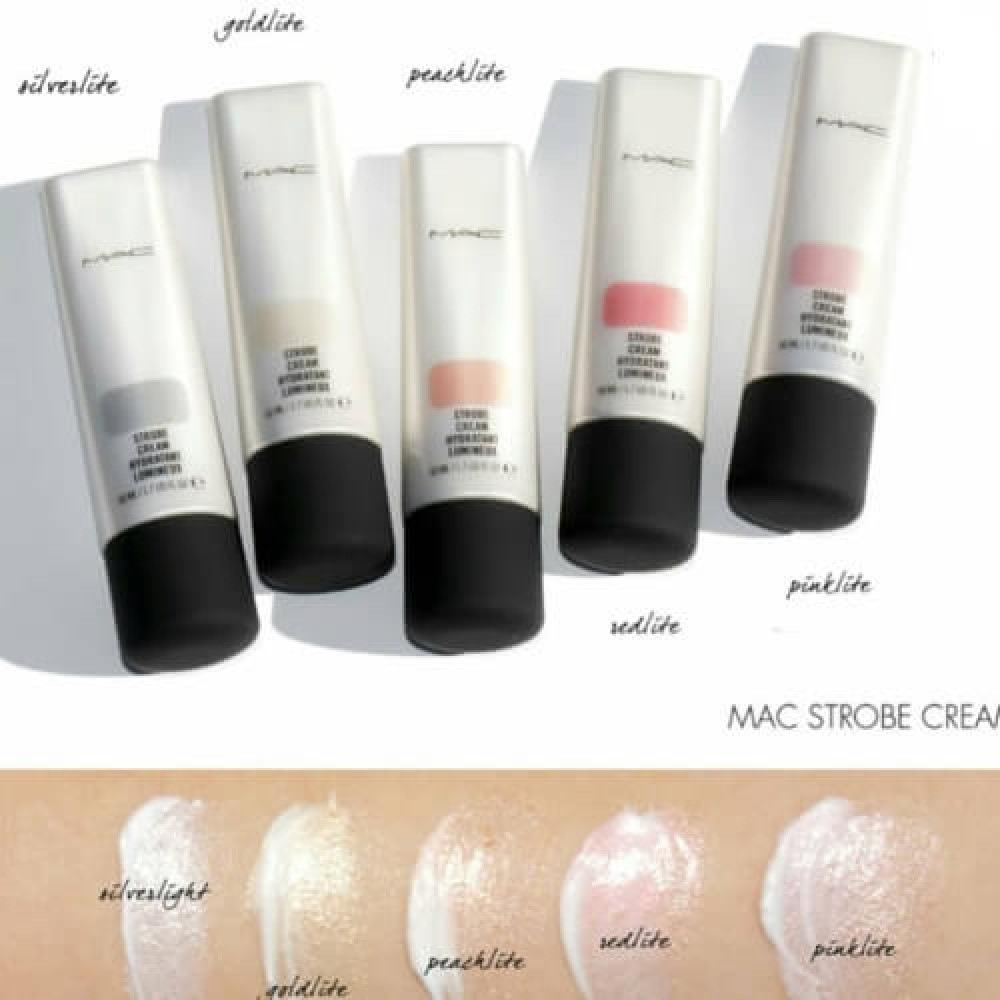 goldlite
silverlite
peachlite
MAC
STROBE
CREAM
HYDRATANT
LUMINEUX
MAC
STROBE
CREAM
HYDRATANT
LUMINEUX
MAC
STROBE
CREAM
HYDRATANT
LUMINEUX
MAC
STROBE
CREAM
HYDRATANT
LUMINEUX
MAC
STROBE
CREAM
HYDRATANT
LUMINEUX
pinklite
redlite
MAC STROBE CREAM
silverlight
goldlite
peachlite
redlite
pinklite